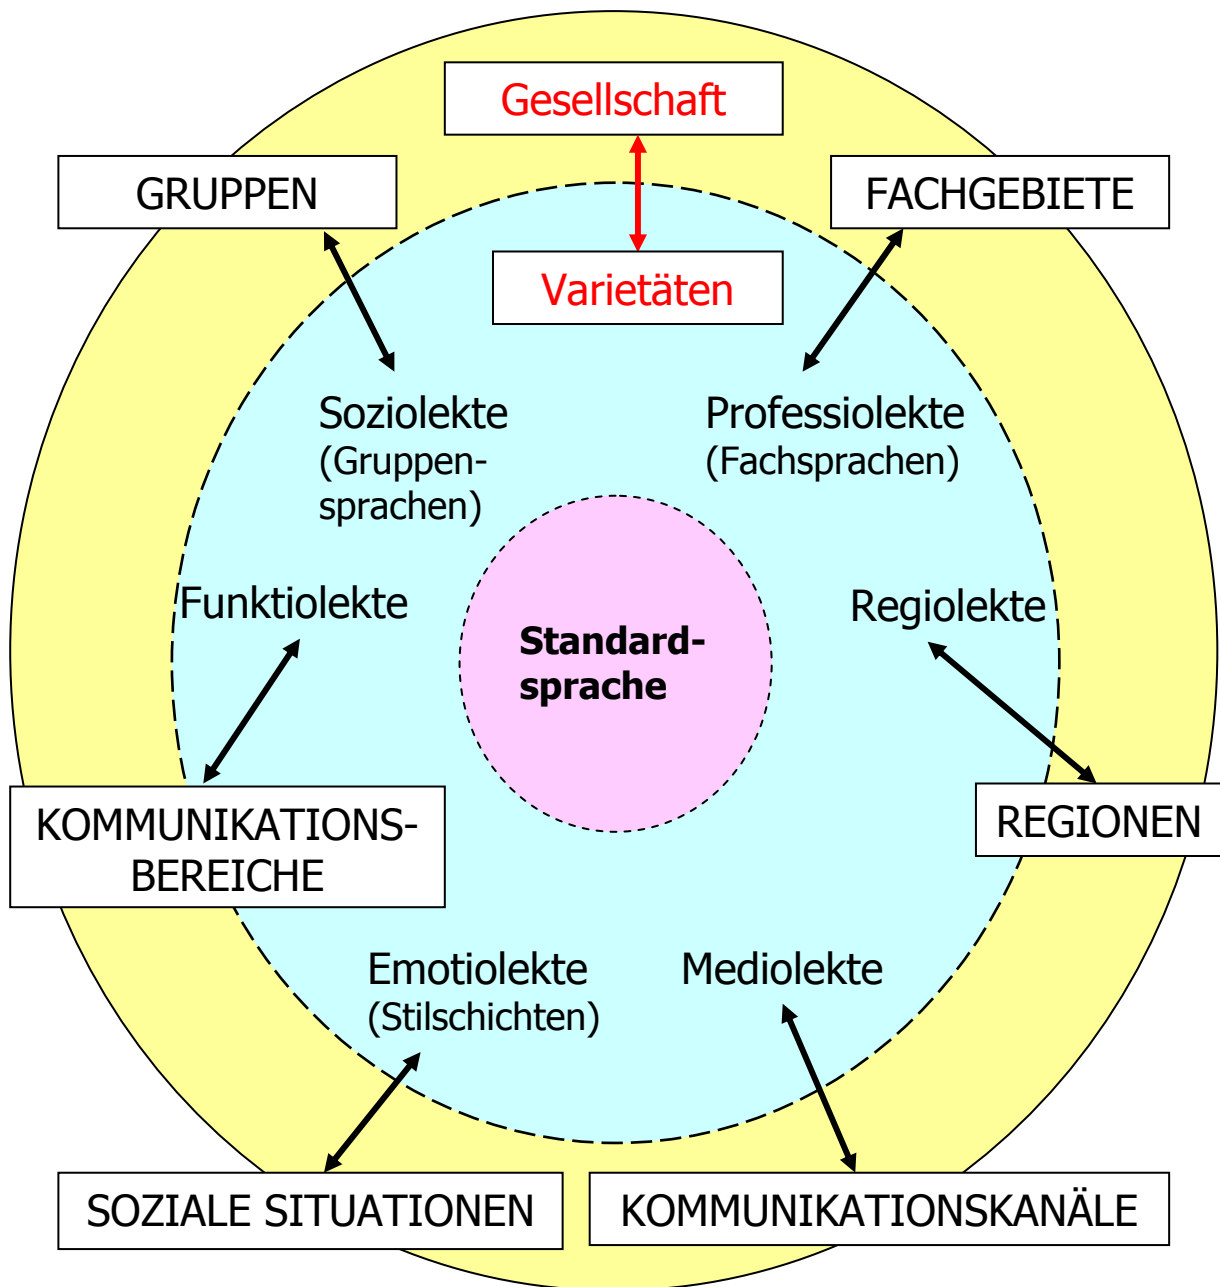 Gesellschaft
GRUPPEN
FACHGEBIETE
Varietäten
Soziolekte
(Gruppen-
sprachen)
Professiolekte
(Fachsprachen)
Funktiolekte
Regiolekte
Standard-
sprache
KOMMUNIKATIONS-
BEREICHE
REGIONEN
Emotiolekte
(Stilschichten)
Mediolekte
SOZIALE SITUATIONEN
KOMMUNIKATIONSKANÄLE